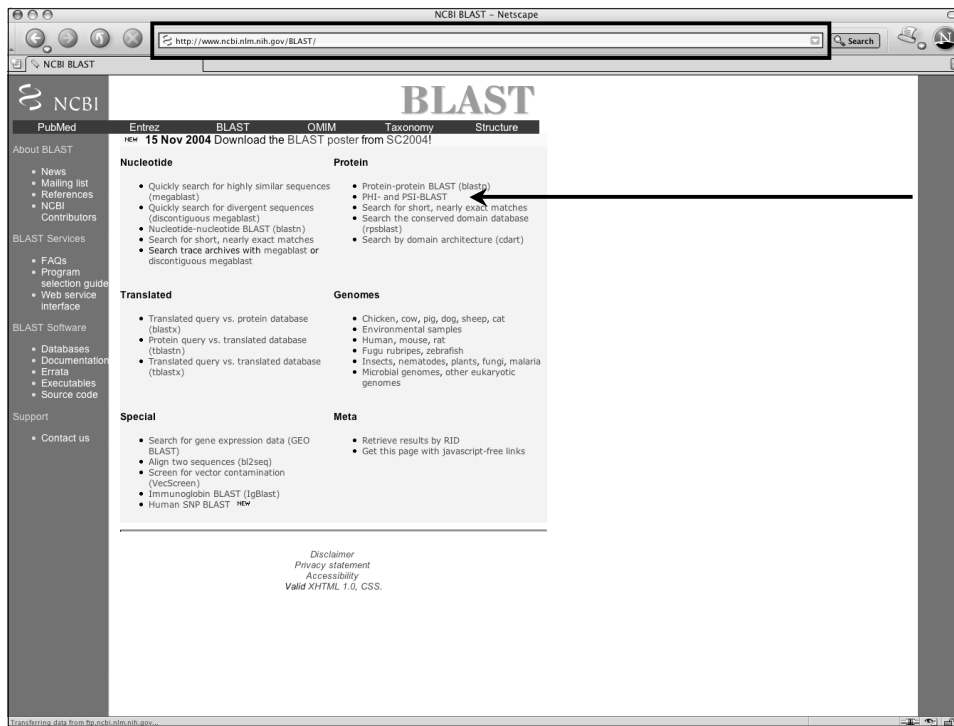 NCBI BLAST - Netscape
http://www.ncbi.nlm.nih.gov/BLAST/
Search
N
NCBI BLAST
NCBI
BLAST
PubMed Entrez BLAST OMIM Taxonomy Structure
NEW 15 Nov 2004 Download the BLAST poster from SC2004!
About BLAST
News
Mailing list
References
NCBI
Contributors
BLAST Services
FAQs
Program
selection guide
Web service
interface
BLAST Software
Databases
Documentation
Errata
Executables
Source code
Support
Contact us
Nucleotide
Quickly search for highly similar sequences
(megablast)
Quickly search for divergent sequences
(discontiguous megablast)
Nucleotide-nucleotide BLAST (blastn)
Search for short, nearly exact matches
Search trace archives with megablast or
discontiguous megablast
Protein
Protein-protein BLAST (blastp)
PHI- and PSI-BLAST
Search for short, nearly exact matches
Search the conserved domain database
(rpsblast)
Search by domain architecture (cdart)
Translated
Translated query vs. protein database
(blastx)
Protein query vs. translated database
(tblastn)
Translated query vs. translated database
(tblastx)
Genomes
Chicken, cow, pig, dog, sheep, cat
Environmental samples
Human, mouse, rat
Fugu rubripes, zebrafish
Insects, nematodes, plants, fungi, malaria
Microbial genomes, other eukaryotic
genomes
Special
Search for gene expression data (GEO
BLAST)
Align two sequences (bl2seq)
Screen for vector contamination
(VecScreen)
Immunoglobin BLAST (IgBlast)
Human SNP BLAST NEW
Meta
Retrieve results by RID
Get this page with javascript-free links
Disclaimer
Privacy statement
Accessibility
Valid XHTML 1.0, CSS.
Transferring data from ftp.ncbi.nlm.nih.gov...